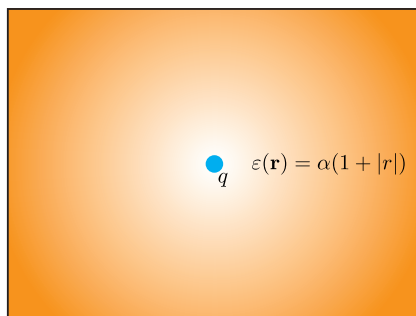 ε(r) = α(1 + |r|)
q